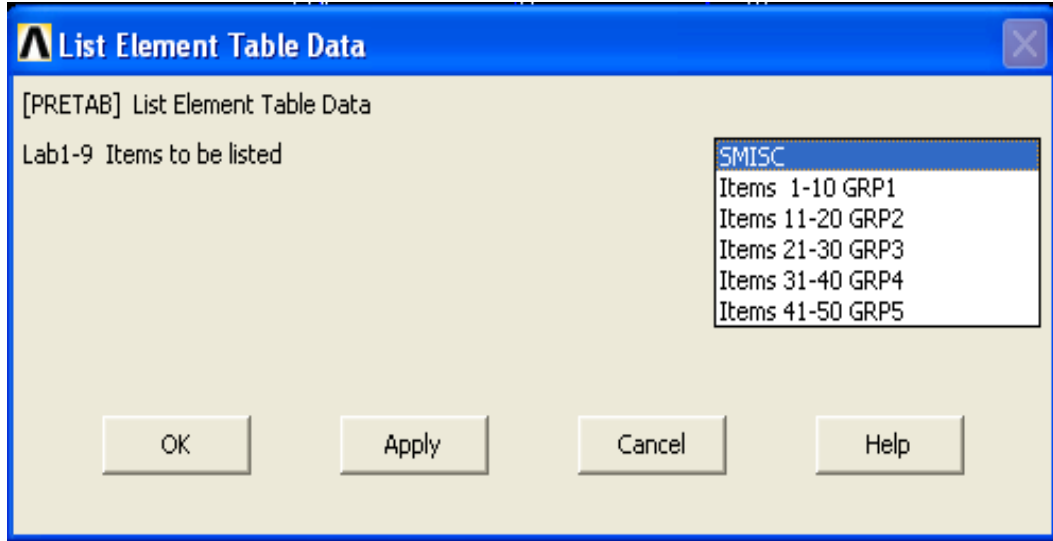 List Element Table Data
[PRETAB] List Element Table Data
Lab1-9 Items to be listed
SMISC
Items 1-10 GRP1
Items 11-20 GRP2
Items 21-30 GRP3
Items 31-40 GRP4
Items 41-50 GRP5
OK
Apply
Cancel
Help